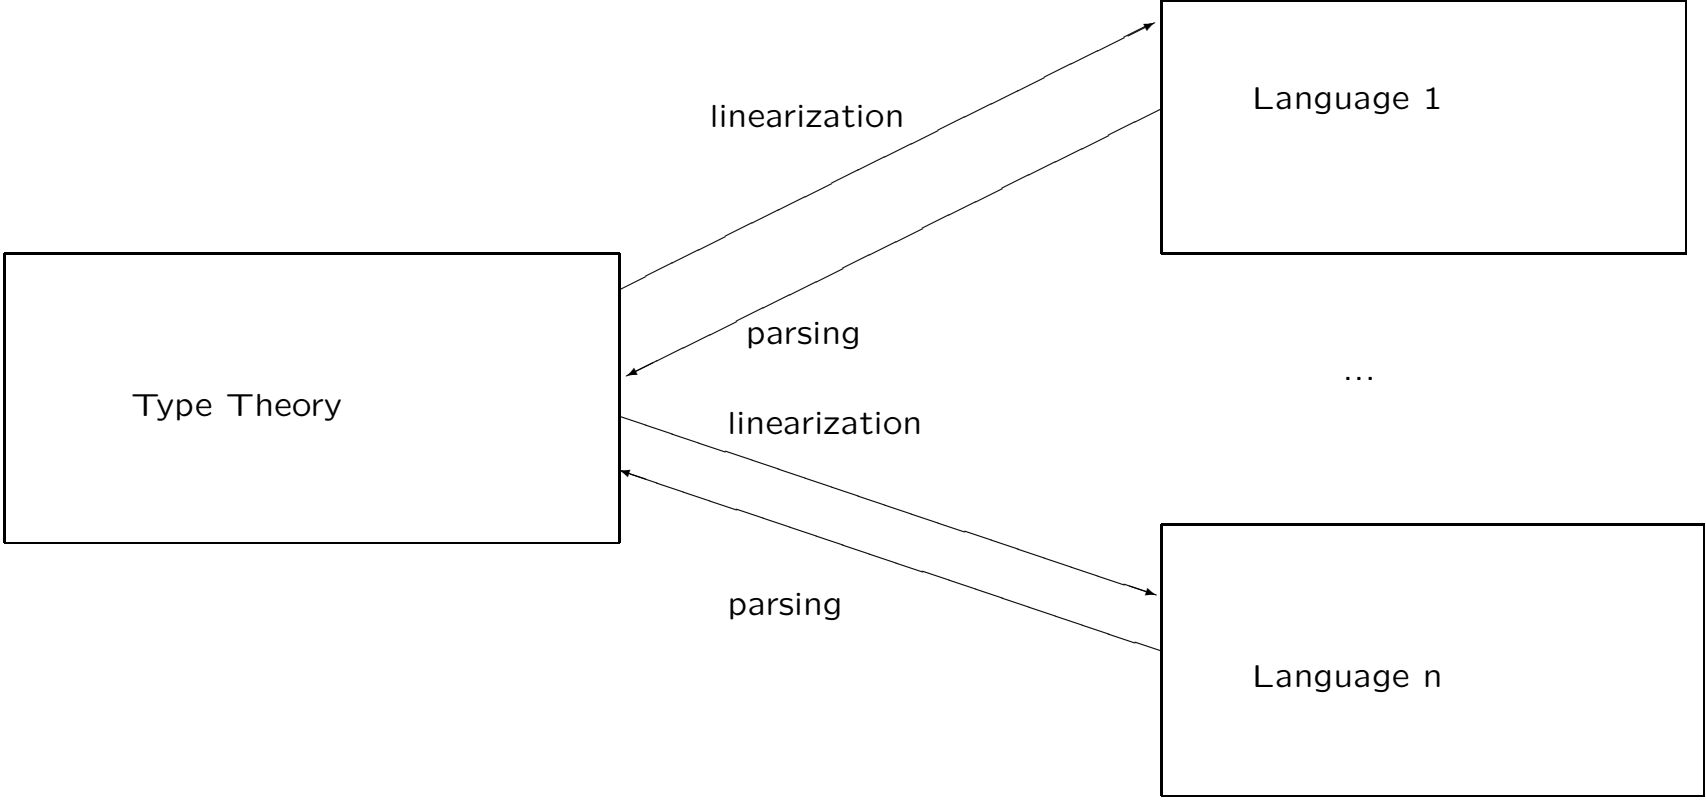 Language 1
linearization
parsing
...
Type Theory
linearization
parsing
Language n